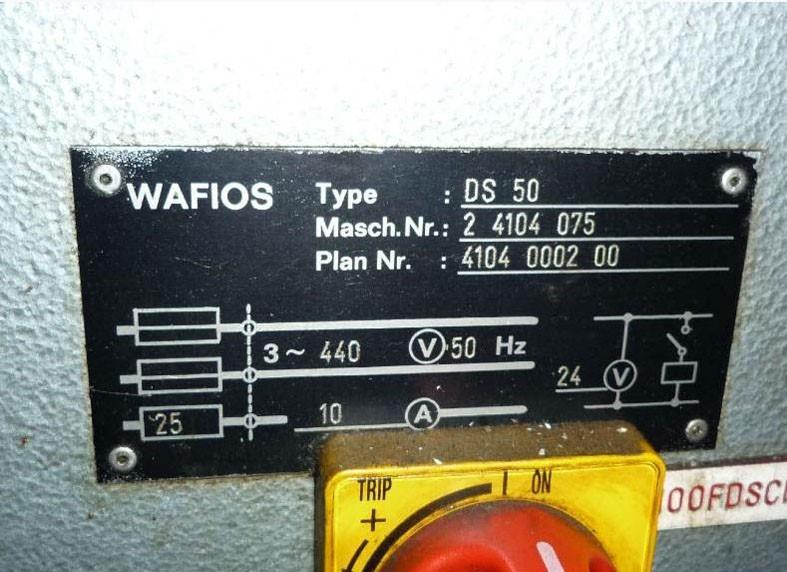 WAFIOS
Type : DS 50
Masch.Nr.: 2 4104 075
Plan Nr. : 4104 0002 00
3~ 440 V 50 Hz
24 V
25 10 A
TRIP I ON
+
00FDSC